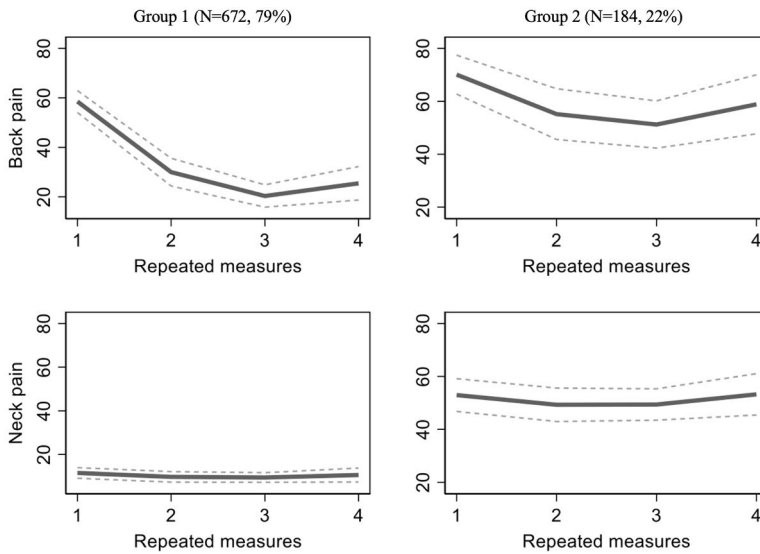 Group 1 (N=672, 79%)
Group 2 (N=184, 22%)
Back pain
80
60
40
20
1 2 3 4
Repeated measures
80
60
40
20
1 2 3 4
Repeated measures
Neck pain
80
60
40
20
1 2 3 4
Repeated measures
80
60
40
20
1 2 3 4
Repeated measures